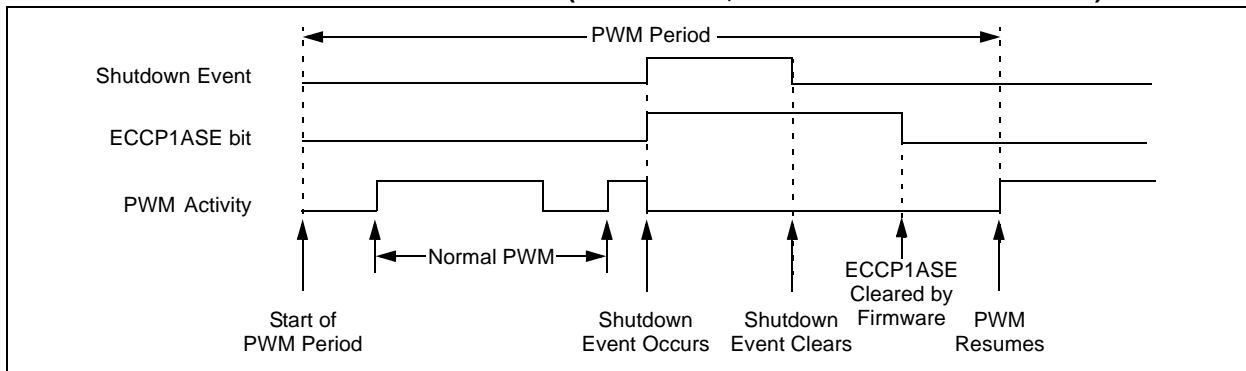 PWM Period
Shutdown Event
ECCP1ASE bit
PWM Activity
Normal PWM
Start of
PWM Period
Shutdown
Event Occurs
Shutdown
Event Clears
ECCP1ASE
Cleared by
Firmware
PWM
Resumes